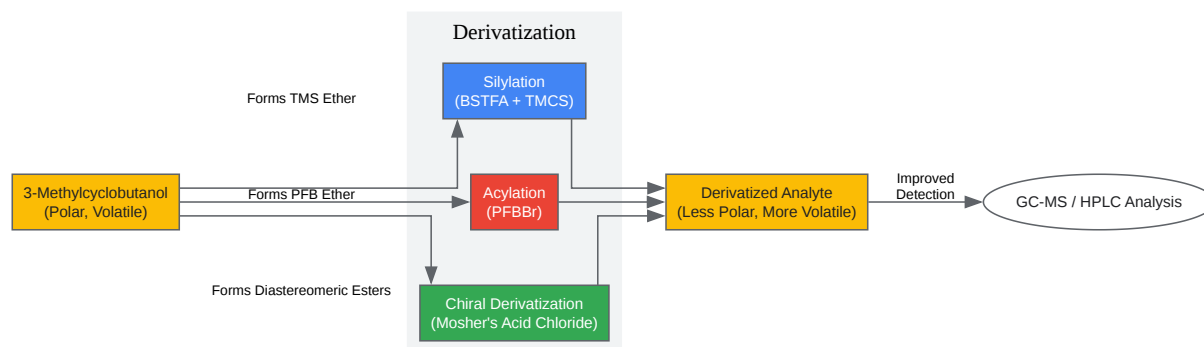 Derivatization
Silylation
(BSTFA + TMCS)
Forms TMS Ether
3-Methylcyclobutanol
(Polar, Volatile)
Forms PFB Ether
Acylation
(PFBBr)
Derivatized Analyte
(Less Polar, More Volatile)
Improved
Detection
GC-MS / HPLC Analysis
Forms Diastereomeric Esters
Chiral Derivatization
(Mosher's Acid Chloride)